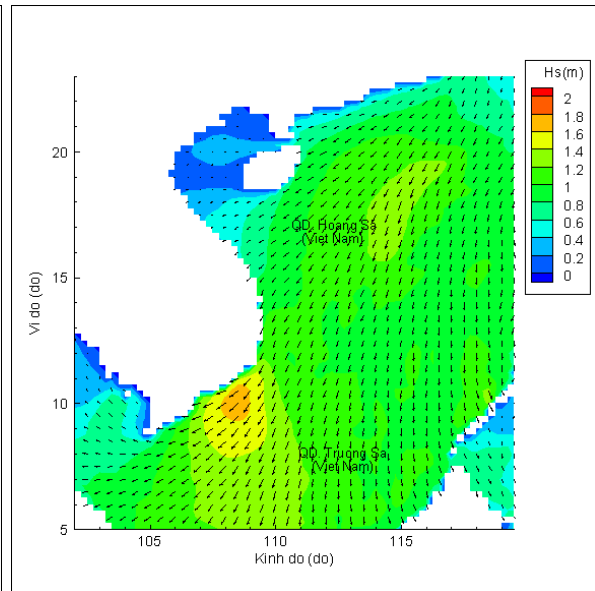 Hs(m)
2
1.8
1.6
1.4
1.2
1
0.8
0.6
0.4
0.2
0
20
15
10
5
Vi do (do)
QD. Hoang Sa
(Viet Nam)
QD. Truong Sa
(Viet Nam)
105
110
115
Kinh do (do)